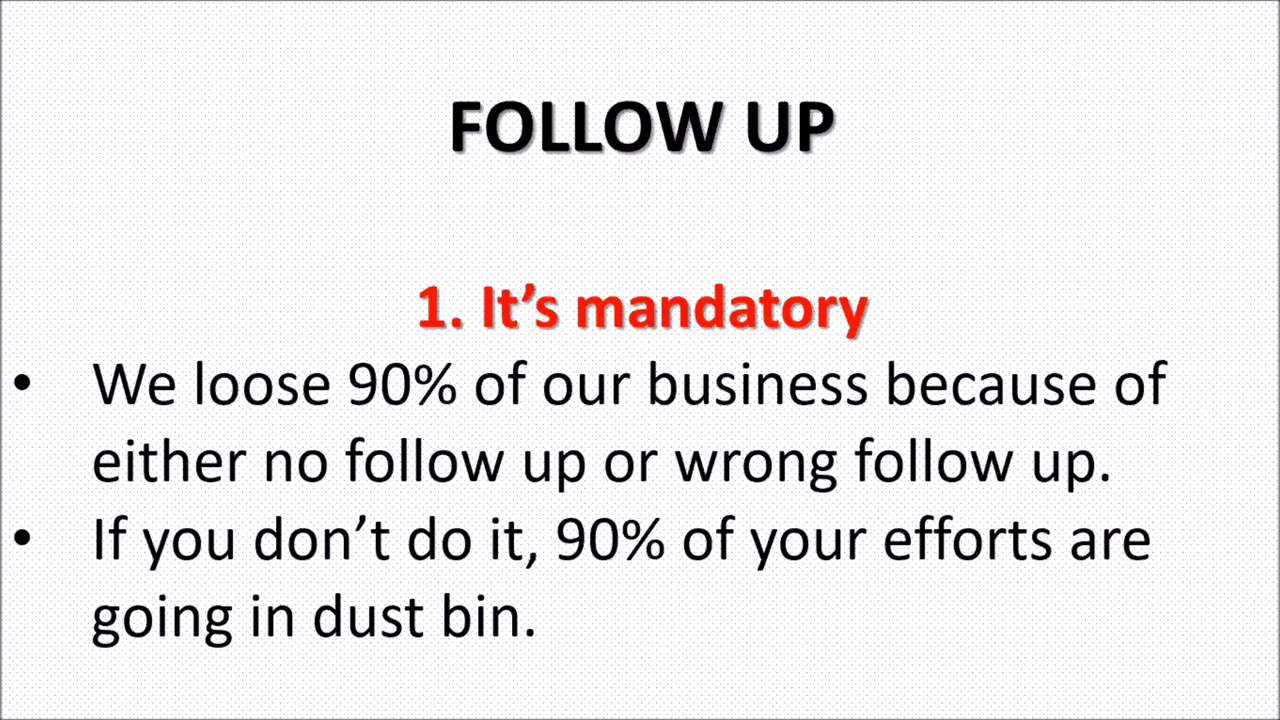 FOLLOW UP
1. It’s mandatory
• We loose 90% of our business because of
either no follow up or wrong follow up.
• If you don’t do it, 90% of your efforts are
going in dust bin.